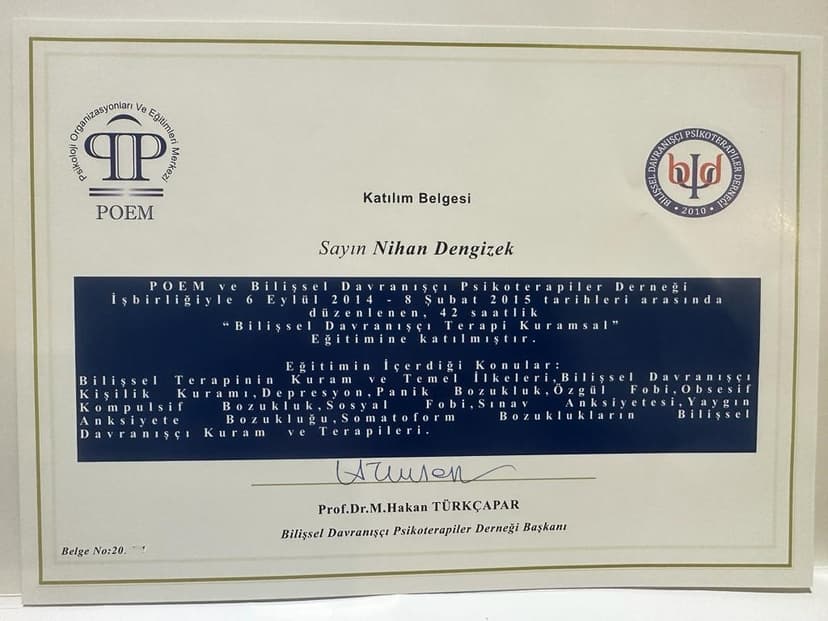 Psikoloji Organizasyonları Ve Eğitimleri Merkezi
POEM
BİLİŞSEL DAVRANIŞÇI PSİKOTERAPİLER DERNEĞİ
bd
• 2010 •
Katılım Belgesi
Sayın Nihan Dengizek
POEM ve Bilişsel Davranışçı Psikoterapiler Derneği
İşbirliğiyle 6 Eylül 2014 - 8 Şubat 2015 tarihleri arasında
düzenlenen, 42 saatlik
“Bilişsel Davranışçı Terapi Kuramsal”
Eğitimine katılmıştır.
Eğitimin İçerdiği Konular:
Bilişsel Terapinin Kuram ve Temel İlkeleri,Bilişsel Davranışçı
Kişilik Kuramı,Depresyon,Panik Bozukluk,Özgül Fobi,Obsesif
Kompulsif Bozukluk,Sosyal Fobi,Sınav Anksiyetesi,Yaygın
Anksiyete Bozukluğu,Somatoform Bozuklukların Bilişsel
Davranışçı Kuram ve Terapileri.
Prof.Dr.M.Hakan TÜRKÇAPAR
Bilişsel Davranışçı Psikoterapiler Derneği Başkanı
Belge No:20.